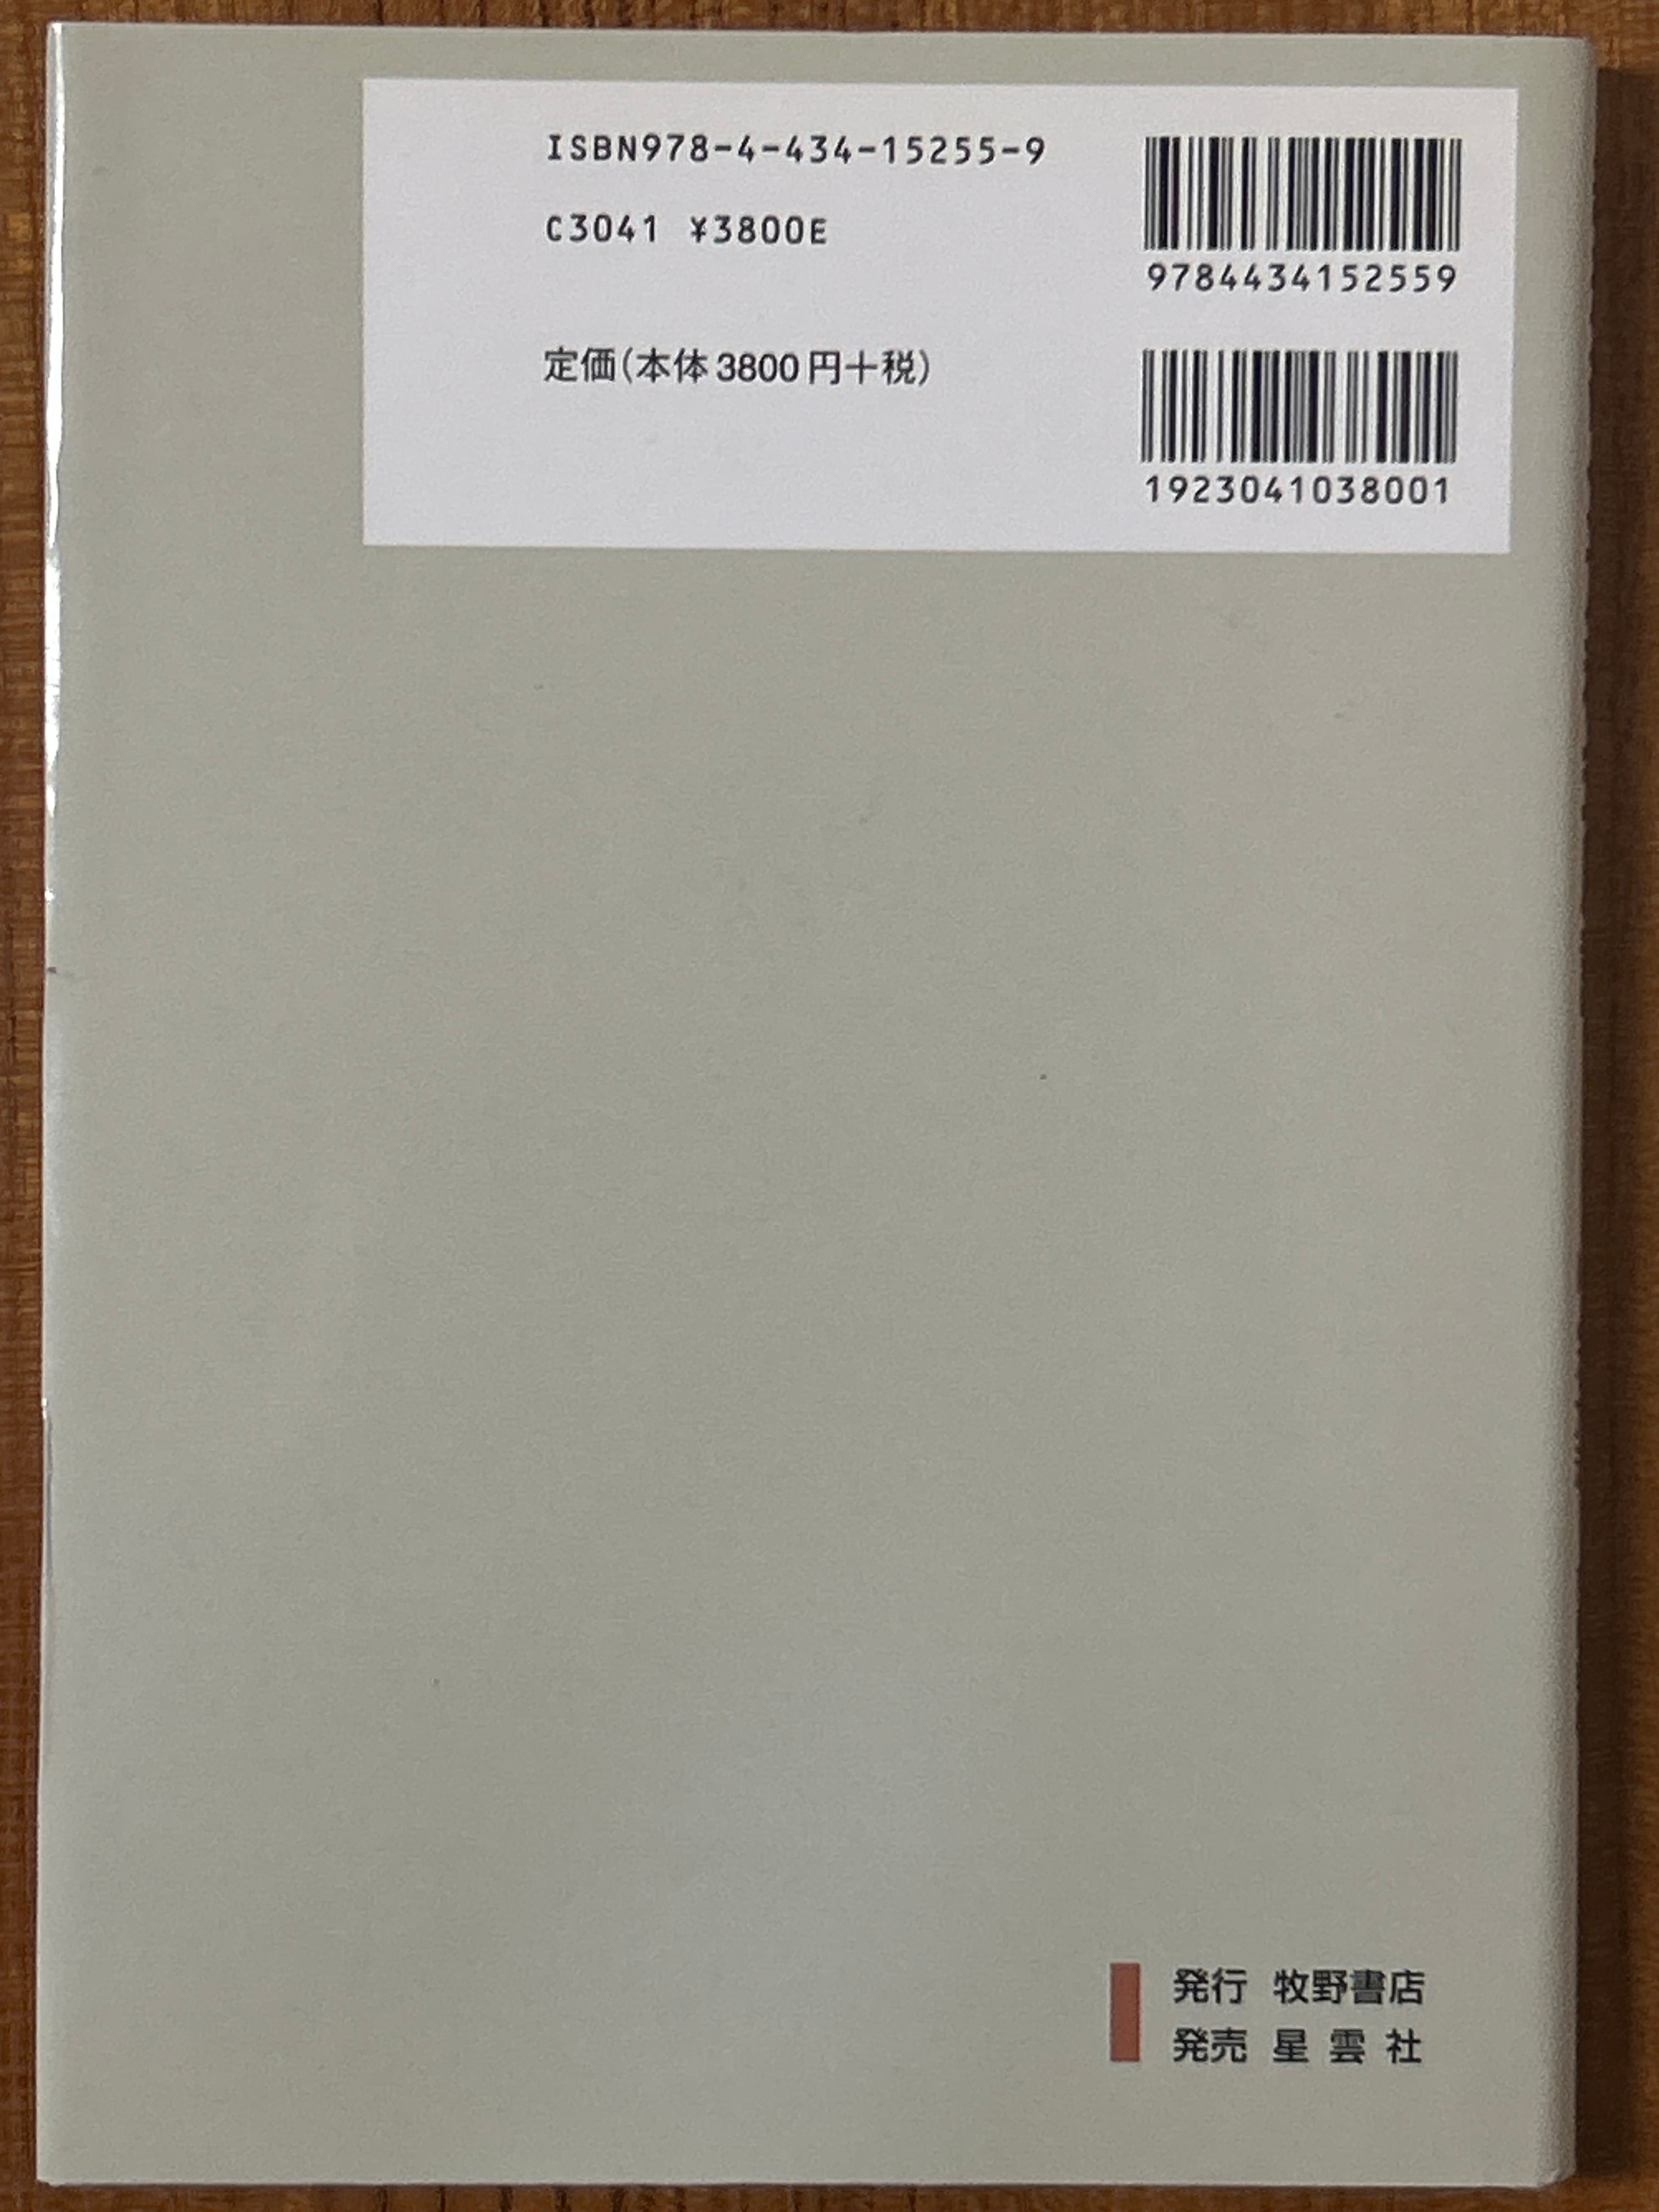 ISBN978-4-434-15255-9
C3041 ¥3800E
9784434152559
定価(本体3800円+税)
1923041038001
発行 牧野書店
発売 星雲社